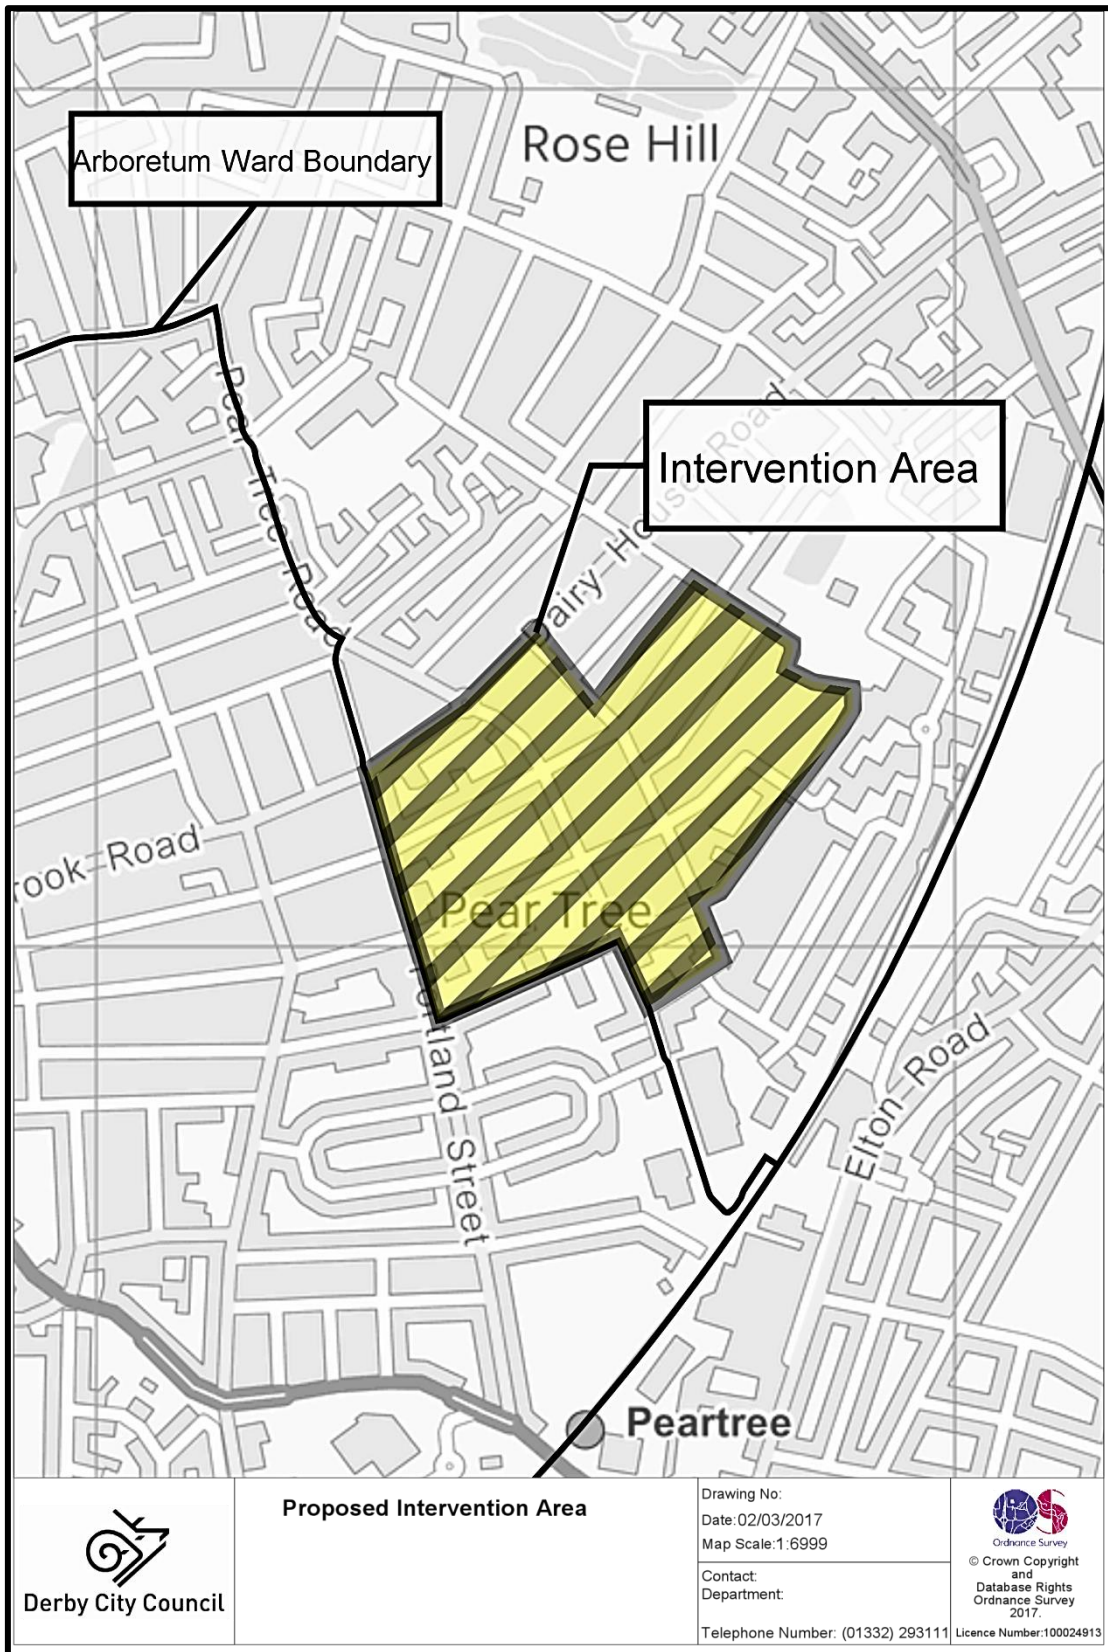 Rose Hill
Arboretum Ward Boundary
Pear Tree Road
Intervention Area
Dairy House Road
rook Road
Pear Tree
Portland Street
Elton Road
Peartree
Derby City Council
Proposed Intervention Area
Drawing No:
Date:02/03/2017
Map Scale:1:6999
Contact:
Department:
Telephone Number: (01332) 293111
Ordnance Survey
© Crown Copyright
and
Database Rights
Ordnance Survey
2017.
Licence Number:100024913